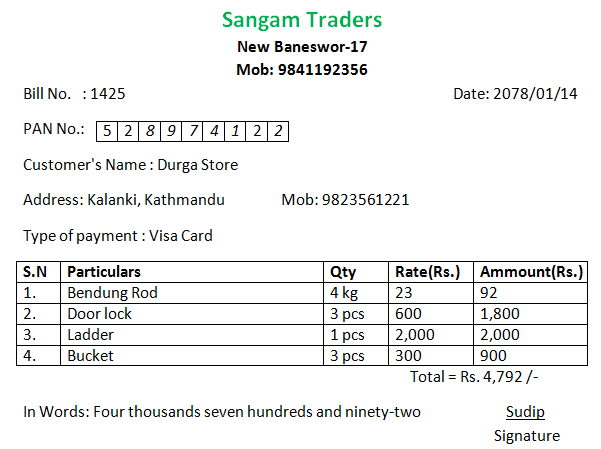 Sangam Traders
New Baneswor-17
Mob: 9841192356
Bill No. : 1425 Date: 2078/01/14
PAN No.: 5 2 8 9 7 4 1 2 2
Customer's Name : Durga Store
Address: Kalanki, Kathmandu Mob: 9823561221
Type of payment : Visa Card
S.N Particulars Qty Rate(Rs.) Ammount(Rs.)
1. Bendung Rod 4 kg 23 92
2. Door lock 3 pcs 600 1,800
3. Ladder 1 pcs 2,000 2,000
4. Bucket 3 pcs 300 900
Total = Rs. 4,792 /-
In Words: Four thousands seven hundreds and ninety-two Sudip
Signature